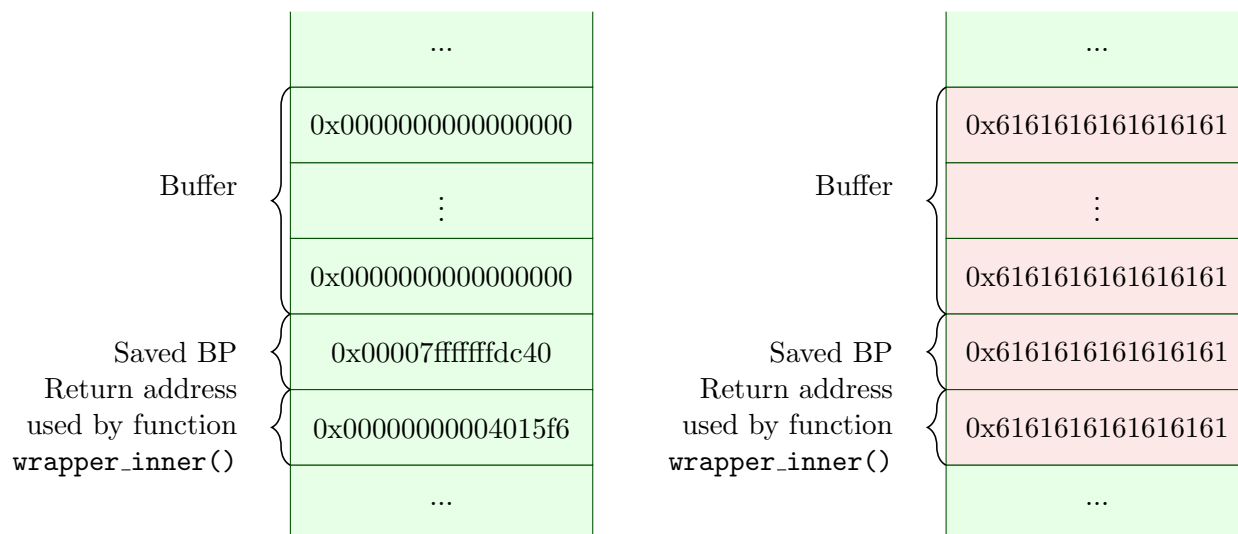 ...
Buffer
0x0000000000000000
⋮
0x0000000000000000
Saved BP
0x00007fffffffdc40
Return address
used by function
wrapper_inner()
0x00000000004015f6
...
...
Buffer
0x6161616161616161
⋮
0x6161616161616161
Saved BP
0x6161616161616161
Return address
used by function
wrapper_inner()
0x6161616161616161
...